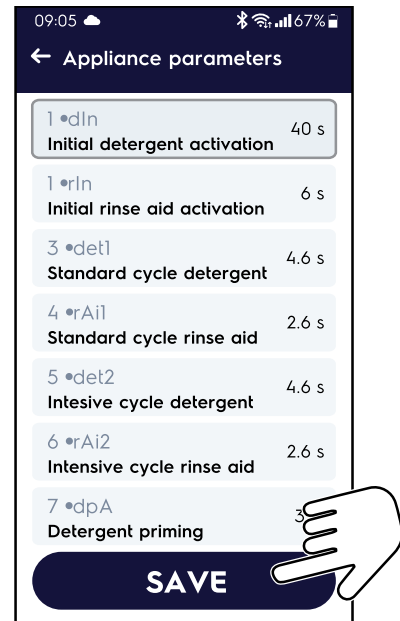 09:05 67%
← Appliance parameters
1 •dIn
Initial detergent activation
40 s
1 •rIn
Initial rinse aid activation
6 s
3 •det1
Standard cycle detergent
4.6 s
4 •rAi1
Standard cycle rinse aid
2.6 s
5 •det2
Intesive cycle detergent
4.6 s
6 •rAi2
Intensive cycle rinse aid
2.6 s
7 •dpA
Detergent priming
SAVE